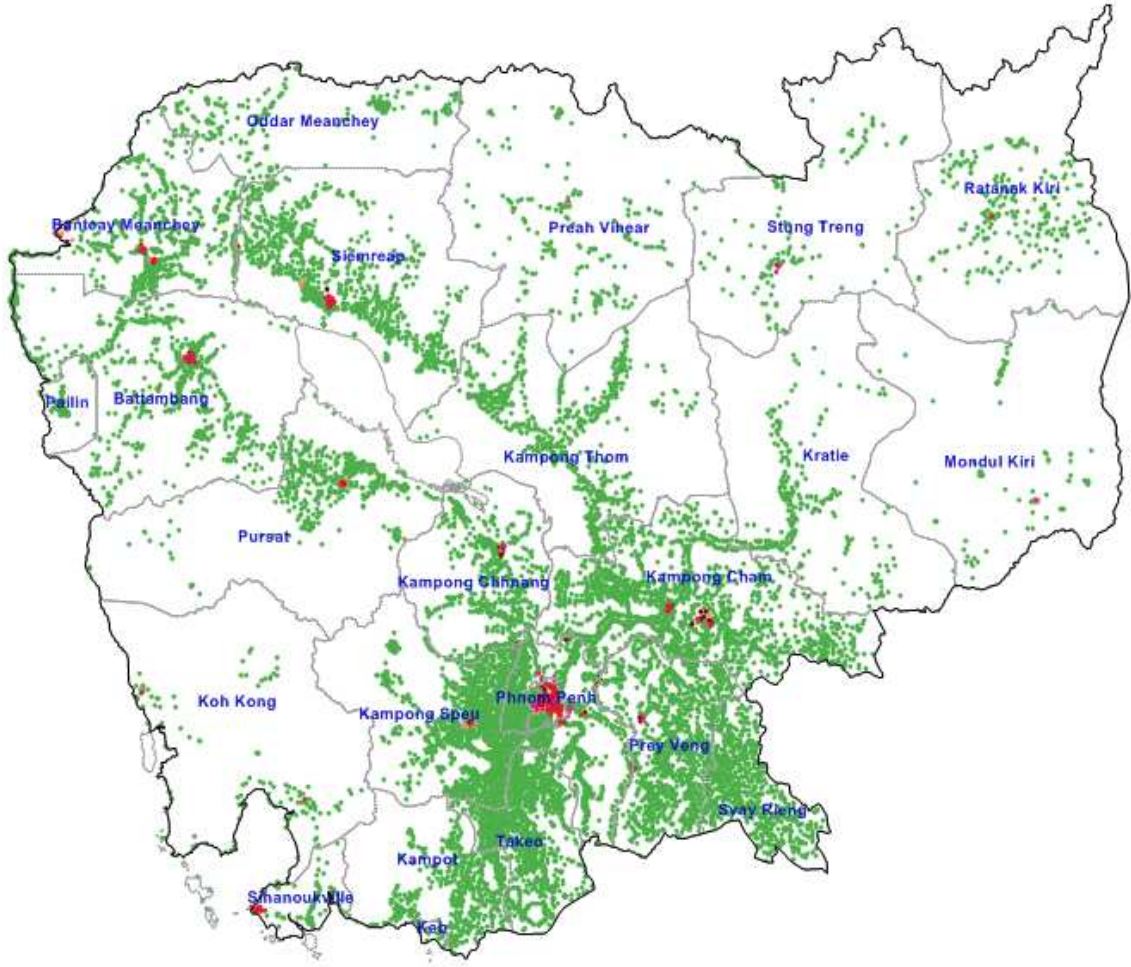 Oddar Meanchey
Ratanak Kiri
Banteay Meanchey
Preah Vihear
Stung Treng
Siemreap
Pailin
Battambang
Kampong Thom
Kratie
Mondul Kiri
Pursat
Kampong Chhnang
Kampong Cham
Koh Kong
Phnom Penh
Kampong Speu
Prey Veng
Svay Rieng
Takeo
Kampot
Sihanoukville
Keb